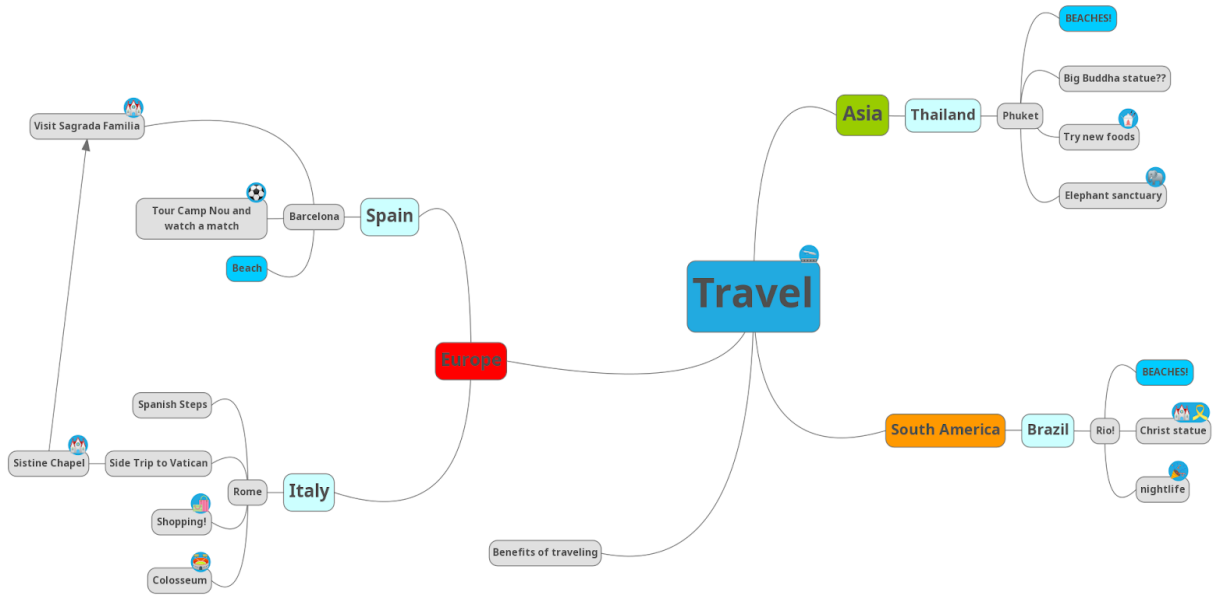 Travel
Asia
Thailand
Phuket
BEACHES!
Big Buddha statue??
Try new foods
Elephant sanctuary
South America
Brazil
Rio!
BEACHES!
Christ statue
nightlife
Benefits of traveling
Europe
Spain
Barcelona
Visit Sagrada Familia
Tour Camp Nou and
watch a match
Beach
Italy
Rome
Spanish Steps
Side Trip to Vatican
Sistine Chapel
Shopping!
Colosseum